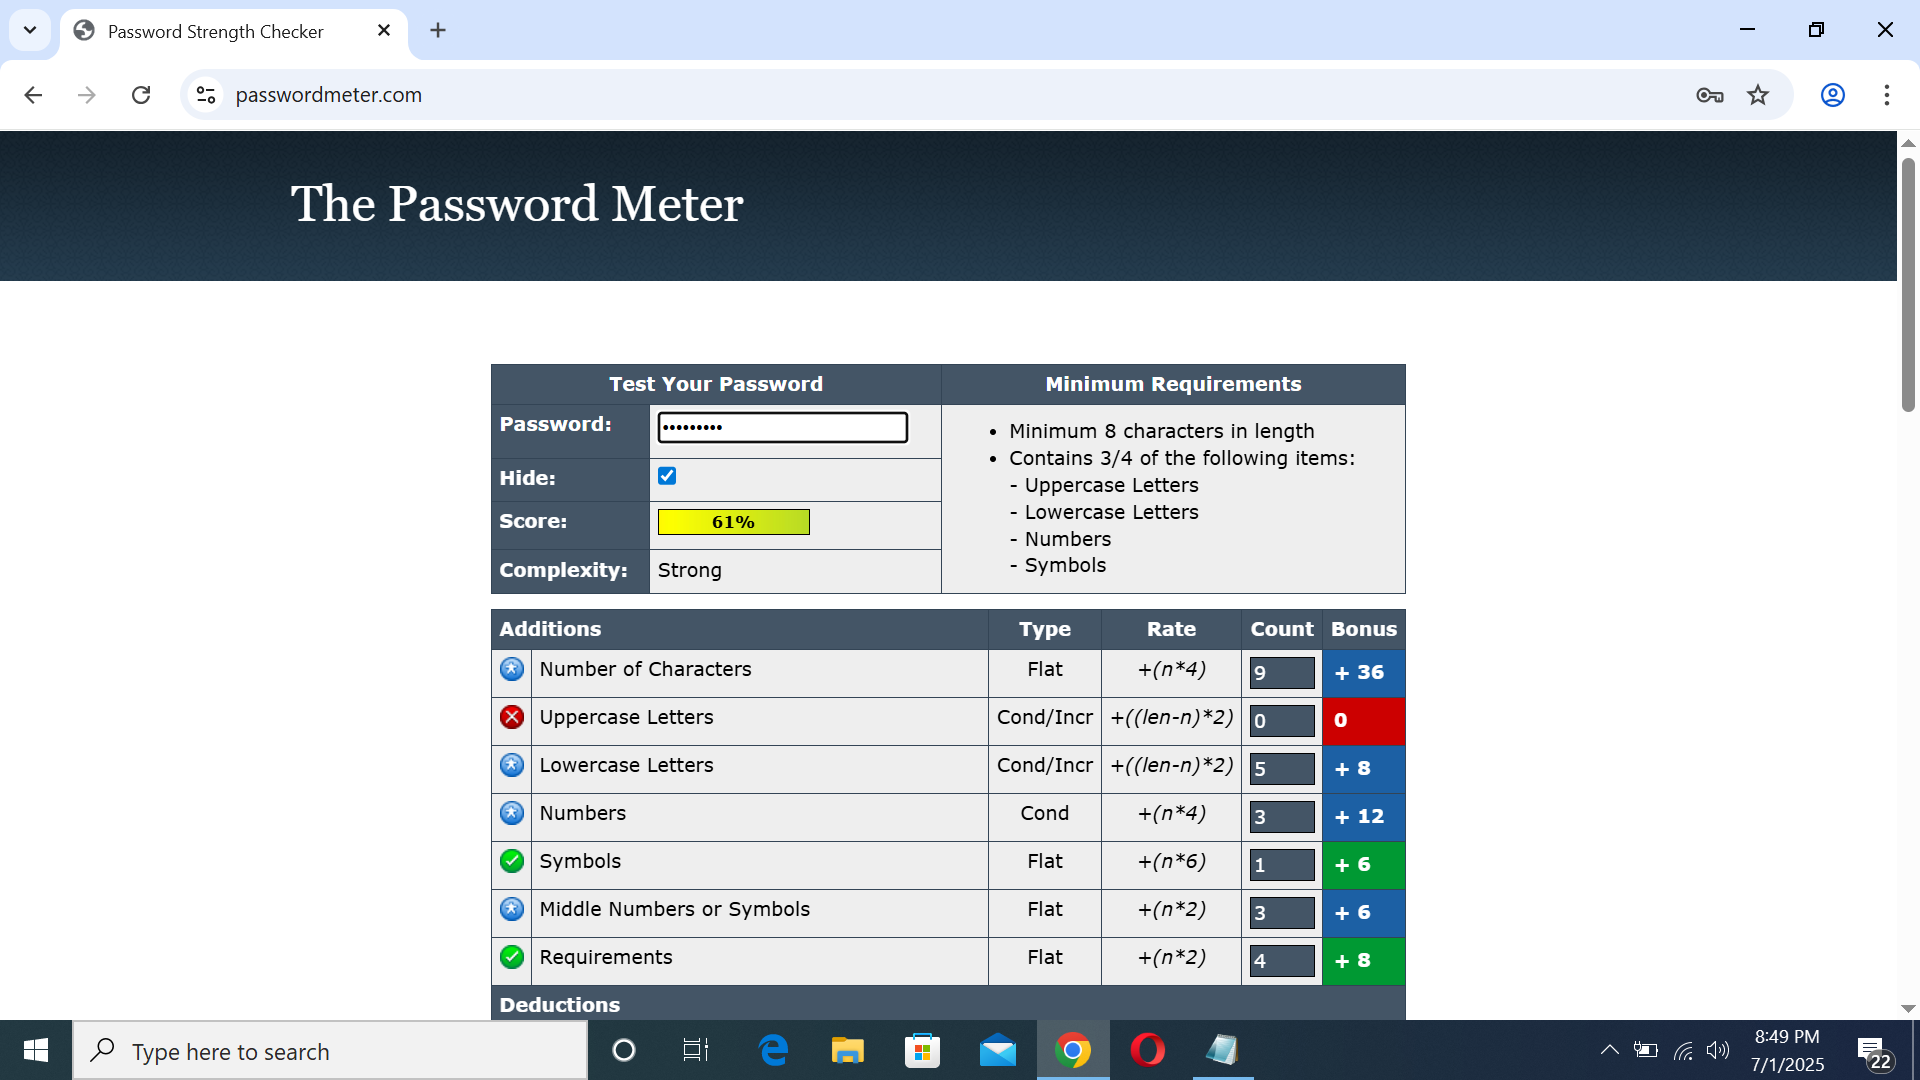 Password Strength Checker
passwordmeter.com
The Password Meter
Test Your Password
Minimum Requirements
Password:
•••••••••
Hide:
Score:
61%
Complexity:
Strong
• Minimum 8 characters in length
• Contains 3/4 of the following items:
- Uppercase Letters
- Lowercase Letters
- Numbers
- Symbols
Additions Type Rate Count Bonus
Number of Characters Flat +(n*4) 9 + 36
Uppercase Letters Cond/Incr +((len-n)*2) 0 0
Lowercase Letters Cond/Incr +((len-n)*2) 5 + 8
Numbers Cond +(n*4) 3 + 12
Symbols Flat +(n*6) 1 + 6
Middle Numbers or Symbols Flat +(n*2) 3 + 6
Requirements Flat +(n*2) 4 + 8
Deductions
Type here to search
8:49 PM
7/1/2025
22